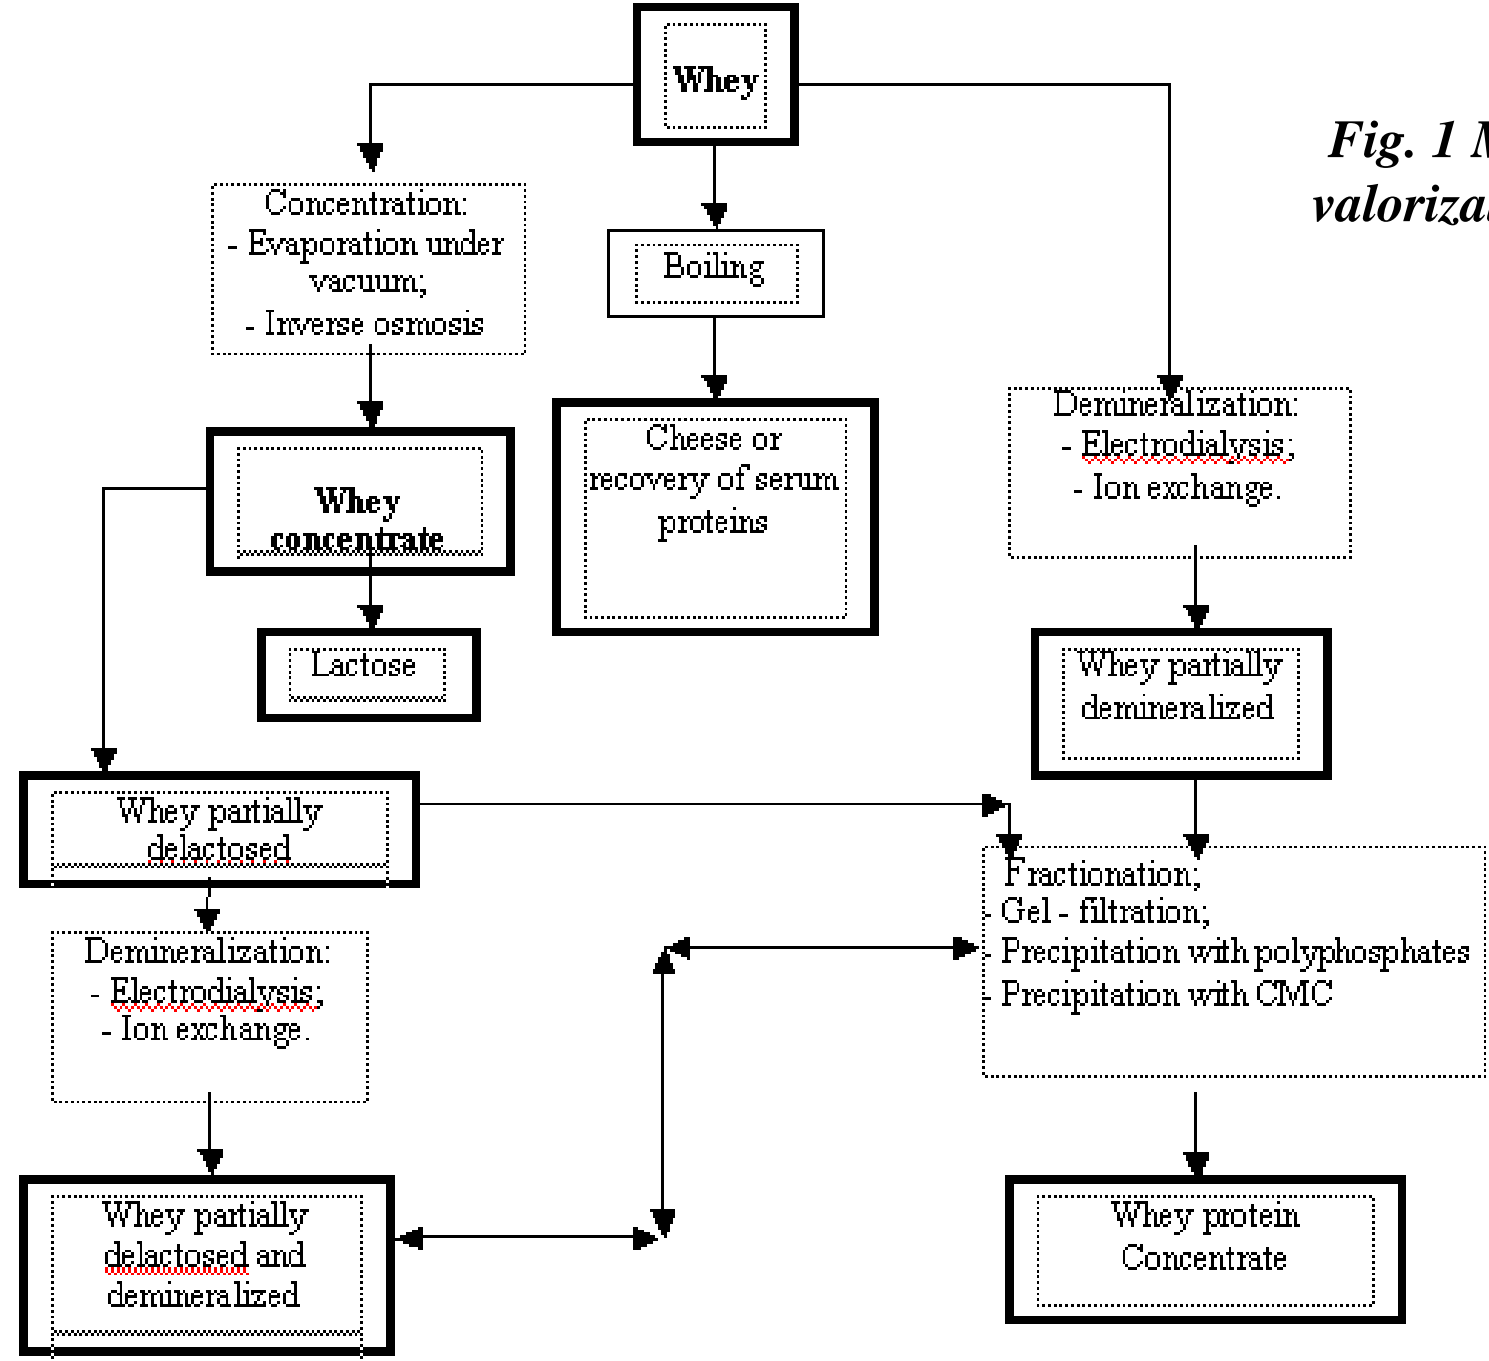 Whey
Fig. 1
Concentration:
- Evaporation under
vacuum;
- Inverse osmosis
Boiling
Whey
concentrate
Cheese or
recovery of serum
proteins
Demineralization:
- Electrodialysis;
- Ion exchange.
Lactose
Whey partially
demineralized
Whey partially
delactosed
Fractionation;
- Gel - filtration;
- Precipitation with polyphosphates
- Precipitation with CMC
Demineralization:
- Electrodialysis;
- Ion exchange.
Whey partially
delactosed and
demineralized
Whey protein
Concentrate